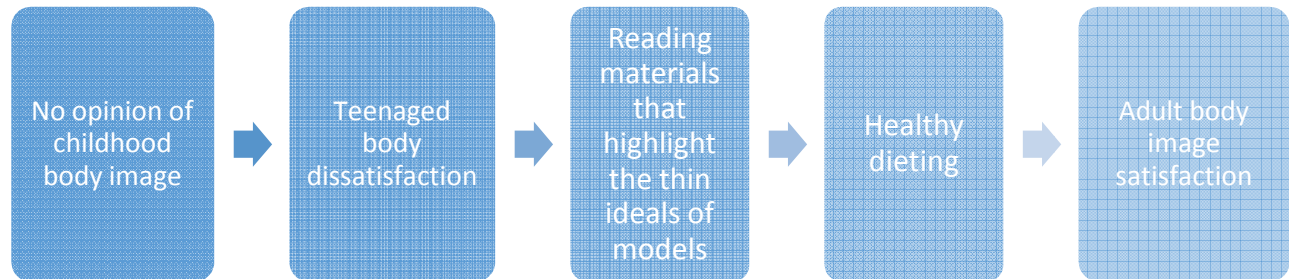 No opinion of
childhood
body image
Teenaged
body
dissatisfaction
Reading
materials
that
highlight
the thin
ideals of
models
Healthy
dieting
Adult body
image
satisfaction